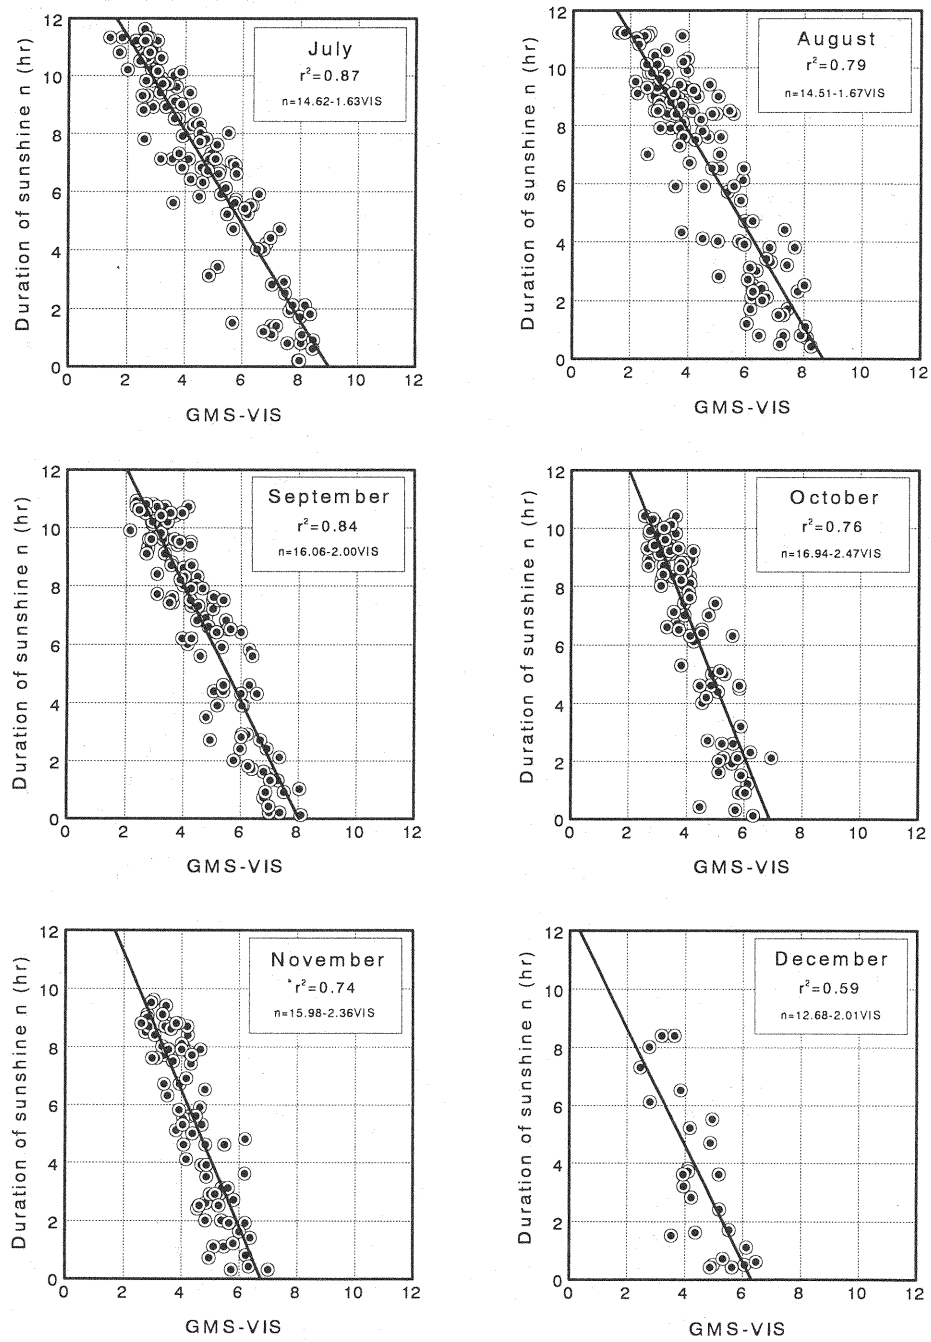 July
r²=0.87
n=14.62-1.63VIS
Duration of sunshine n (hr)
12
10
8
6
4
2
0
0 2 4 6 8 10 12
GMS-VIS
August
r²=0.79
n=14.51-1.67VIS
Duration of sunshine n (hr)
12
10
8
6
4
2
0
0 2 4 6 8 10 12
GMS-VIS
September
r²=0.84
n=16.06-2.00VIS
Duration of sunshine n (hr)
12
10
8
6
4
2
0
0 2 4 6 8 10 12
GMS-VIS
October
r²=0.76
n=16.94-2.47VIS
Duration of sunshine n (hr)
12
10
8
6
4
2
0
0 2 4 6 8 10 12
GMS-VIS
November
*r²=0.74
n=15.98-2.36VIS
Duration of sunshine n (hr)
12
10
8
6
4
2
0
0 2 4 6 8 10 12
GMS-VIS
December
r²=0.59
n=12.68-2.01VIS
Duration of sunshine n (hr)
12
10
8
6
4
2
0
0 2 4 6 8 10 12
GMS-VIS